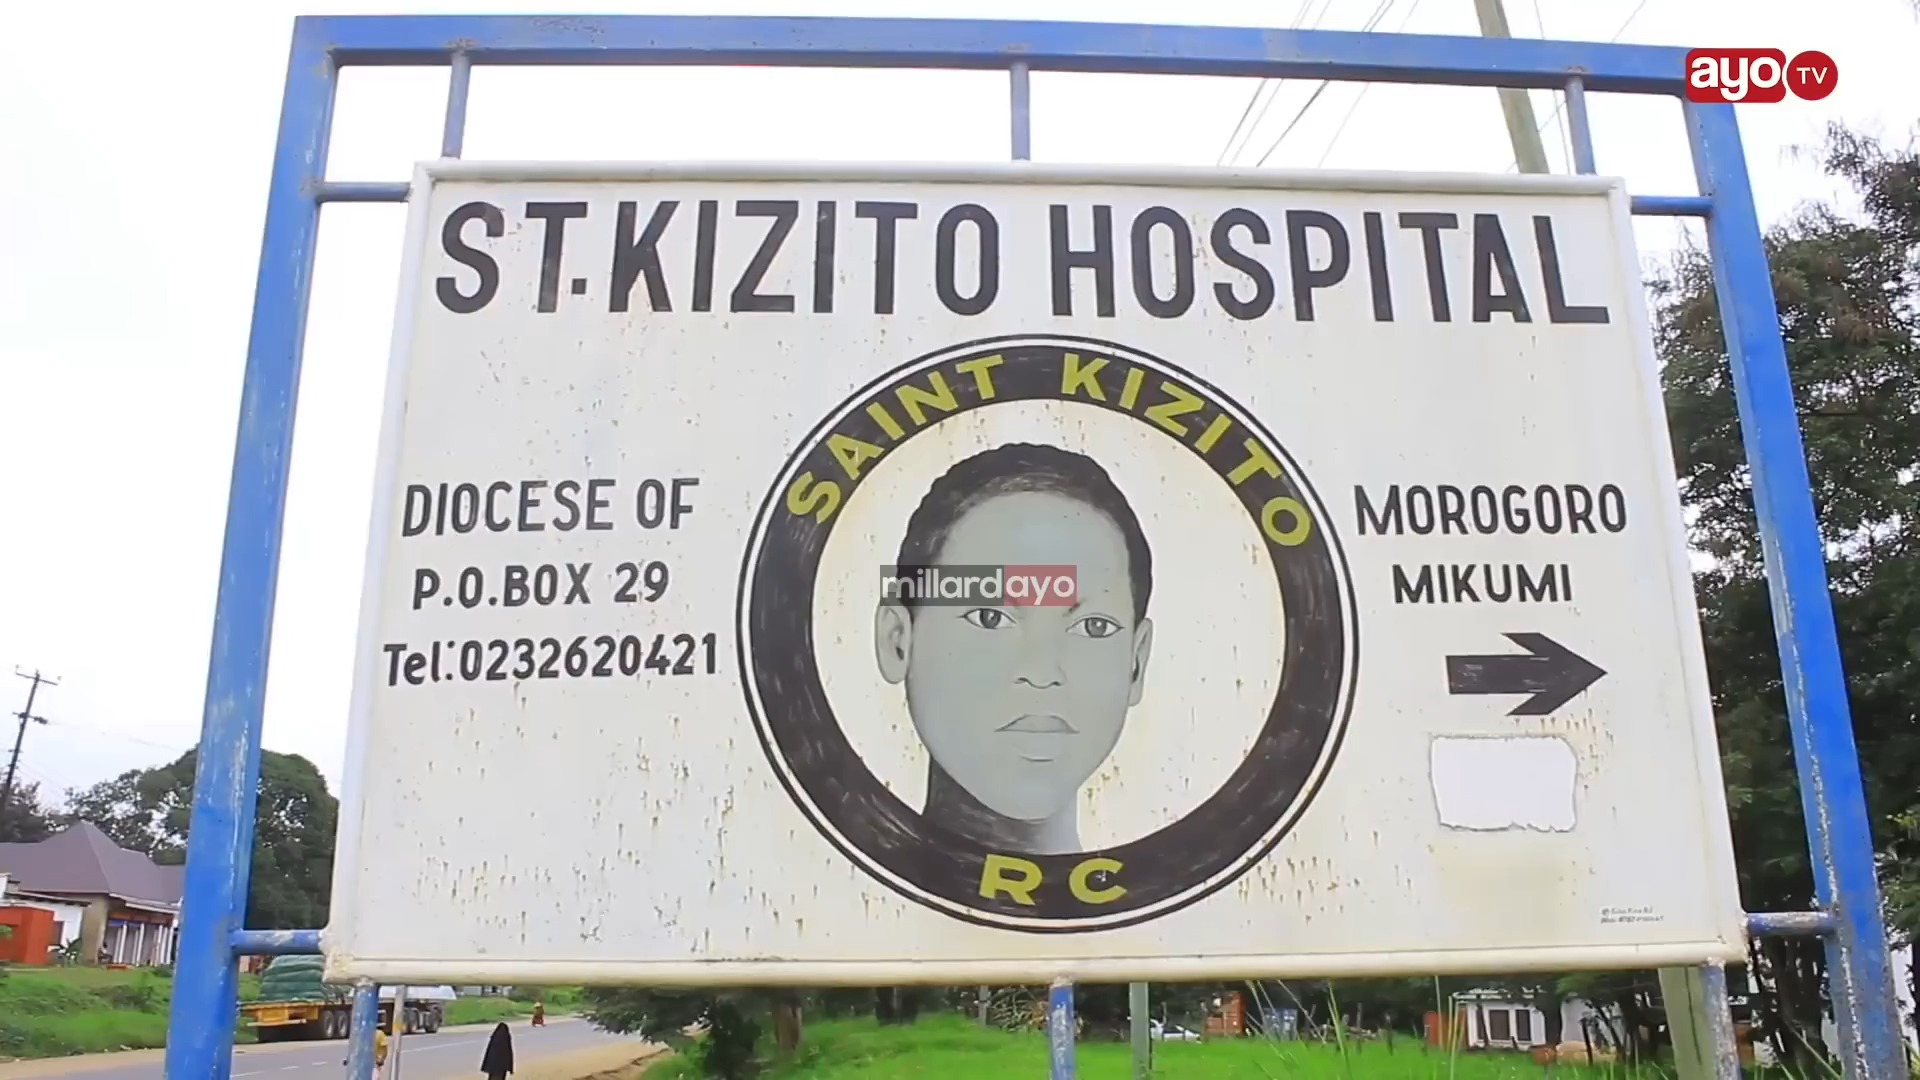 ayo TV
ST.KIZITO HOSPITAL
SAINT KIZITO
DIOCESE OF
P.O.BOX 29
Tel:0232620421
MOROGORO
MIKUMI
millardayo
RC